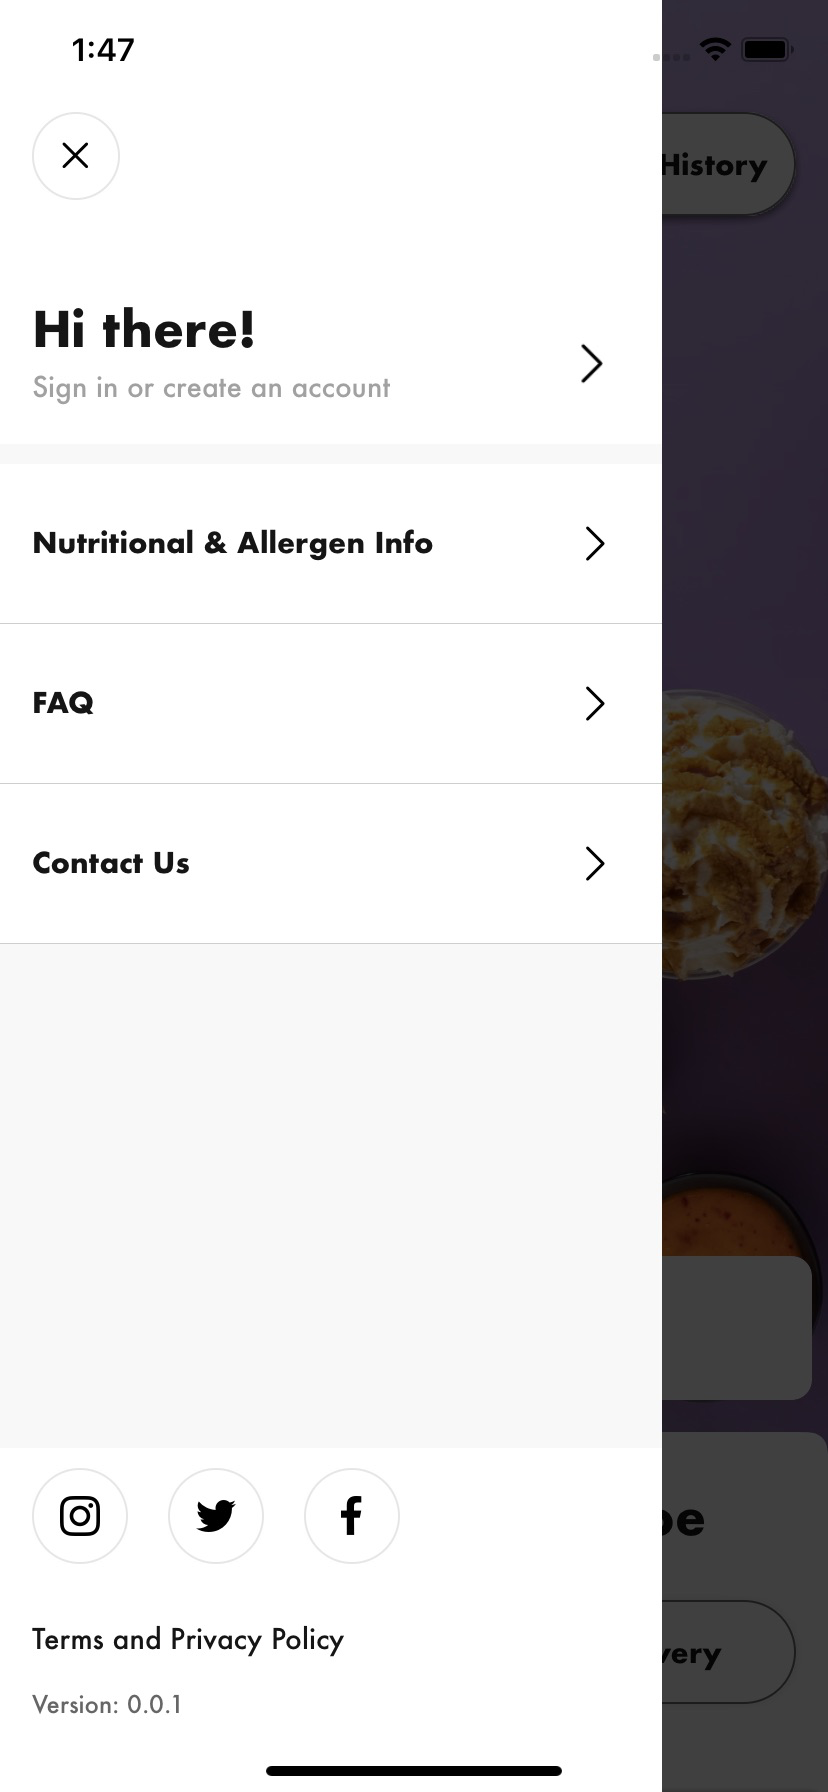 1:47
History
Hi there!
Sign in or create an account
Nutritional & Allergen Info
FAQ
Contact Us
be
very
Terms and Privacy Policy
Version: 0.0.1